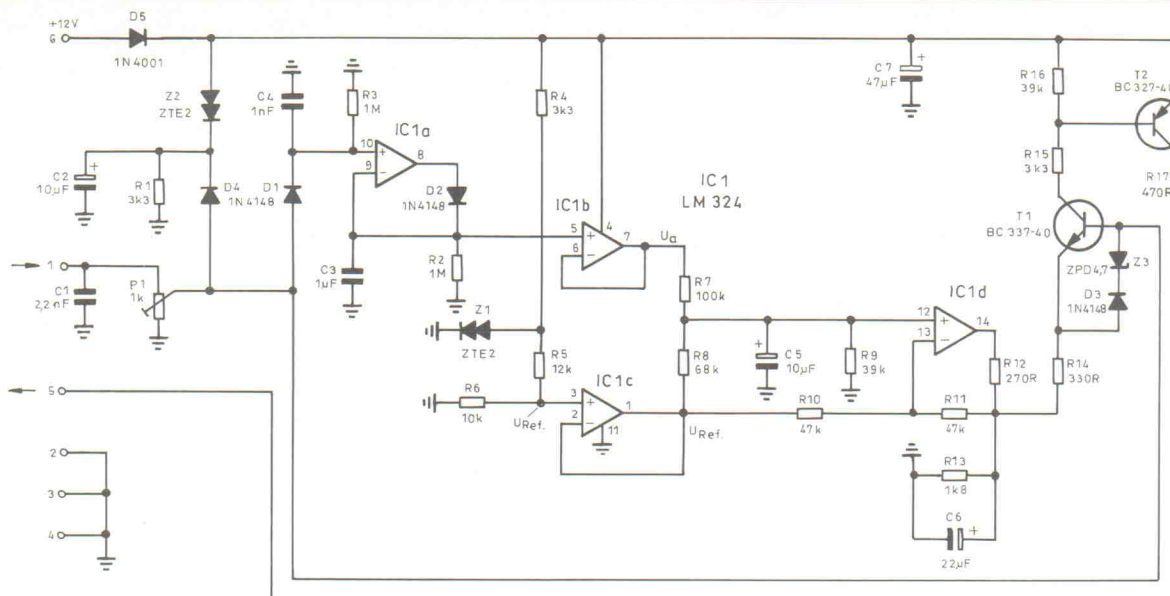 +12V
6
D5
1N4001
Z2
ZTE2
C4
1nF
R3
1M
R4
3k3
C7
47µF
+
R16
39k
T2
BC327-40
IC1a
10
9
8
+
−
C2
10µF
+
R1
3k3
D4
1N4148
D1
D2
1N4148
IC1
LM 324
R15
3k3
R17
470R
IC1b
5
6
4
7
+
−
Ua
T1
BC 337-40
1
C1
2,2nF
P1
1k
C3
1µF
R2
1M
R7
100k
ZPD4,7
Z3
D3
1N4148
Z1
ZTE2
IC1d
12
13
14
+
−
R5
12k
R8
68k
C5
10µF
+
R9
39k
R12
270R
R14
330R
5
R6
10k
URef.
IC1c
3
2
1
11
+
−
URef.
R10
47k
R11
47k
2
3
4
R13
1k8
C6
22µF
+